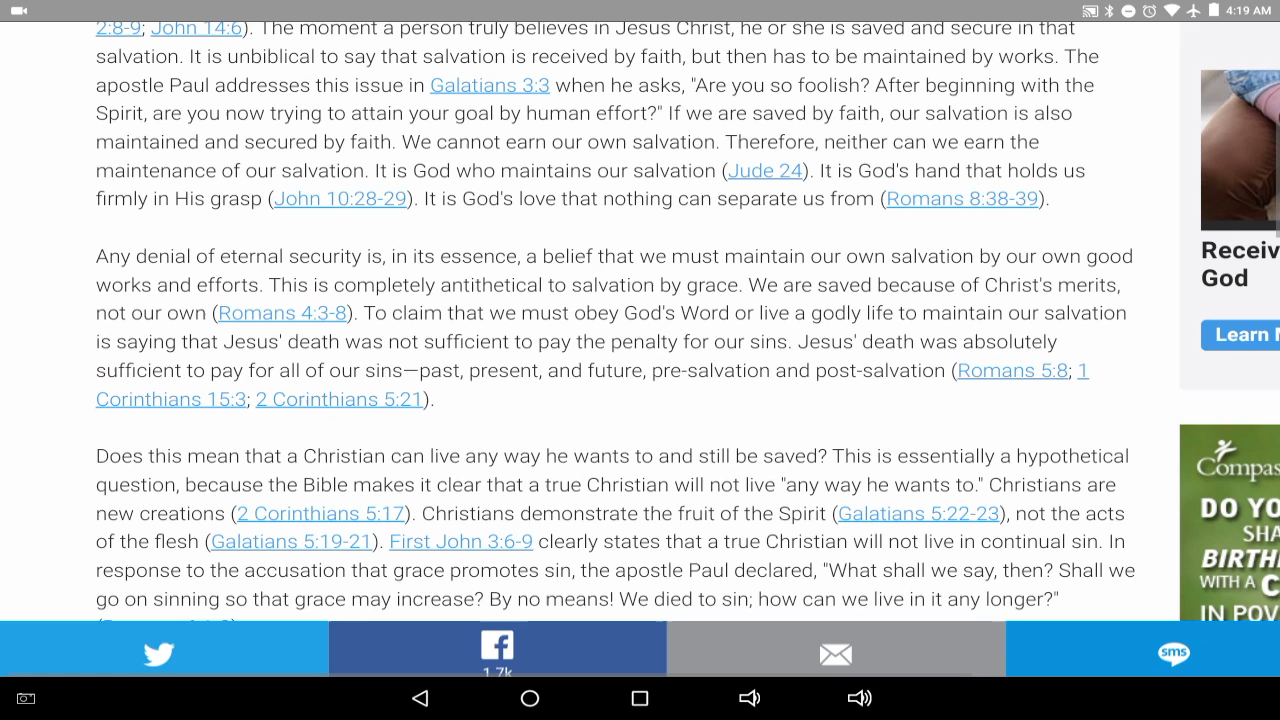 4:19 AM
2:8-9; John 14:6). The moment a person truly believes in Jesus Christ, he or she is saved and secure in that
salvation. It is unbiblical to say that salvation is received by faith, but then has to be maintained by works. The
apostle Paul addresses this issue in Galatians 3:3 when he asks, "Are you so foolish? After beginning with the
Spirit, are you now trying to attain your goal by human effort?" If we are saved by faith, our salvation is also
maintained and secured by faith. We cannot earn our own salvation. Therefore, neither can we earn the
maintenance of our salvation. It is God who maintains our salvation (Jude 24). It is God's hand that holds us
firmly in His grasp (John 10:28-29). It is God's love that nothing can separate us from (Romans 8:38-39).
Any denial of eternal security is, in its essence, a belief that we must maintain our own salvation by our own good
works and efforts. This is completely antithetical to salvation by grace. We are saved because of Christ's merits,
not our own (Romans 4:3-8). To claim that we must obey God's Word or live a godly life to maintain our salvation
is saying that Jesus' death was not sufficient to pay the penalty for our sins. Jesus' death was absolutely
sufficient to pay for all of our sins—past, present, and future, pre-salvation and post-salvation (Romans 5:8; 1
Corinthians 15:3; 2 Corinthians 5:21).
Does this mean that a Christian can live any way he wants to and still be saved? This is essentially a hypothetical
question, because the Bible makes it clear that a true Christian will not live "any way he wants to." Christians are
new creations (2 Corinthians 5:17). Christians demonstrate the fruit of the Spirit (Galatians 5:22-23), not the acts
of the flesh (Galatians 5:19-21). First John 3:6-9 clearly states that a true Christian will not live in continual sin. In
response to the accusation that grace promotes sin, the apostle Paul declared, "What shall we say, then? Shall we
go on sinning so that grace may increase? By no means! We died to sin; how can we live in it any longer?"
Receiv
God
Learn
Compas
DO YO
SHA
BIRTH
WITH A C
IN POV
1.7k
sms